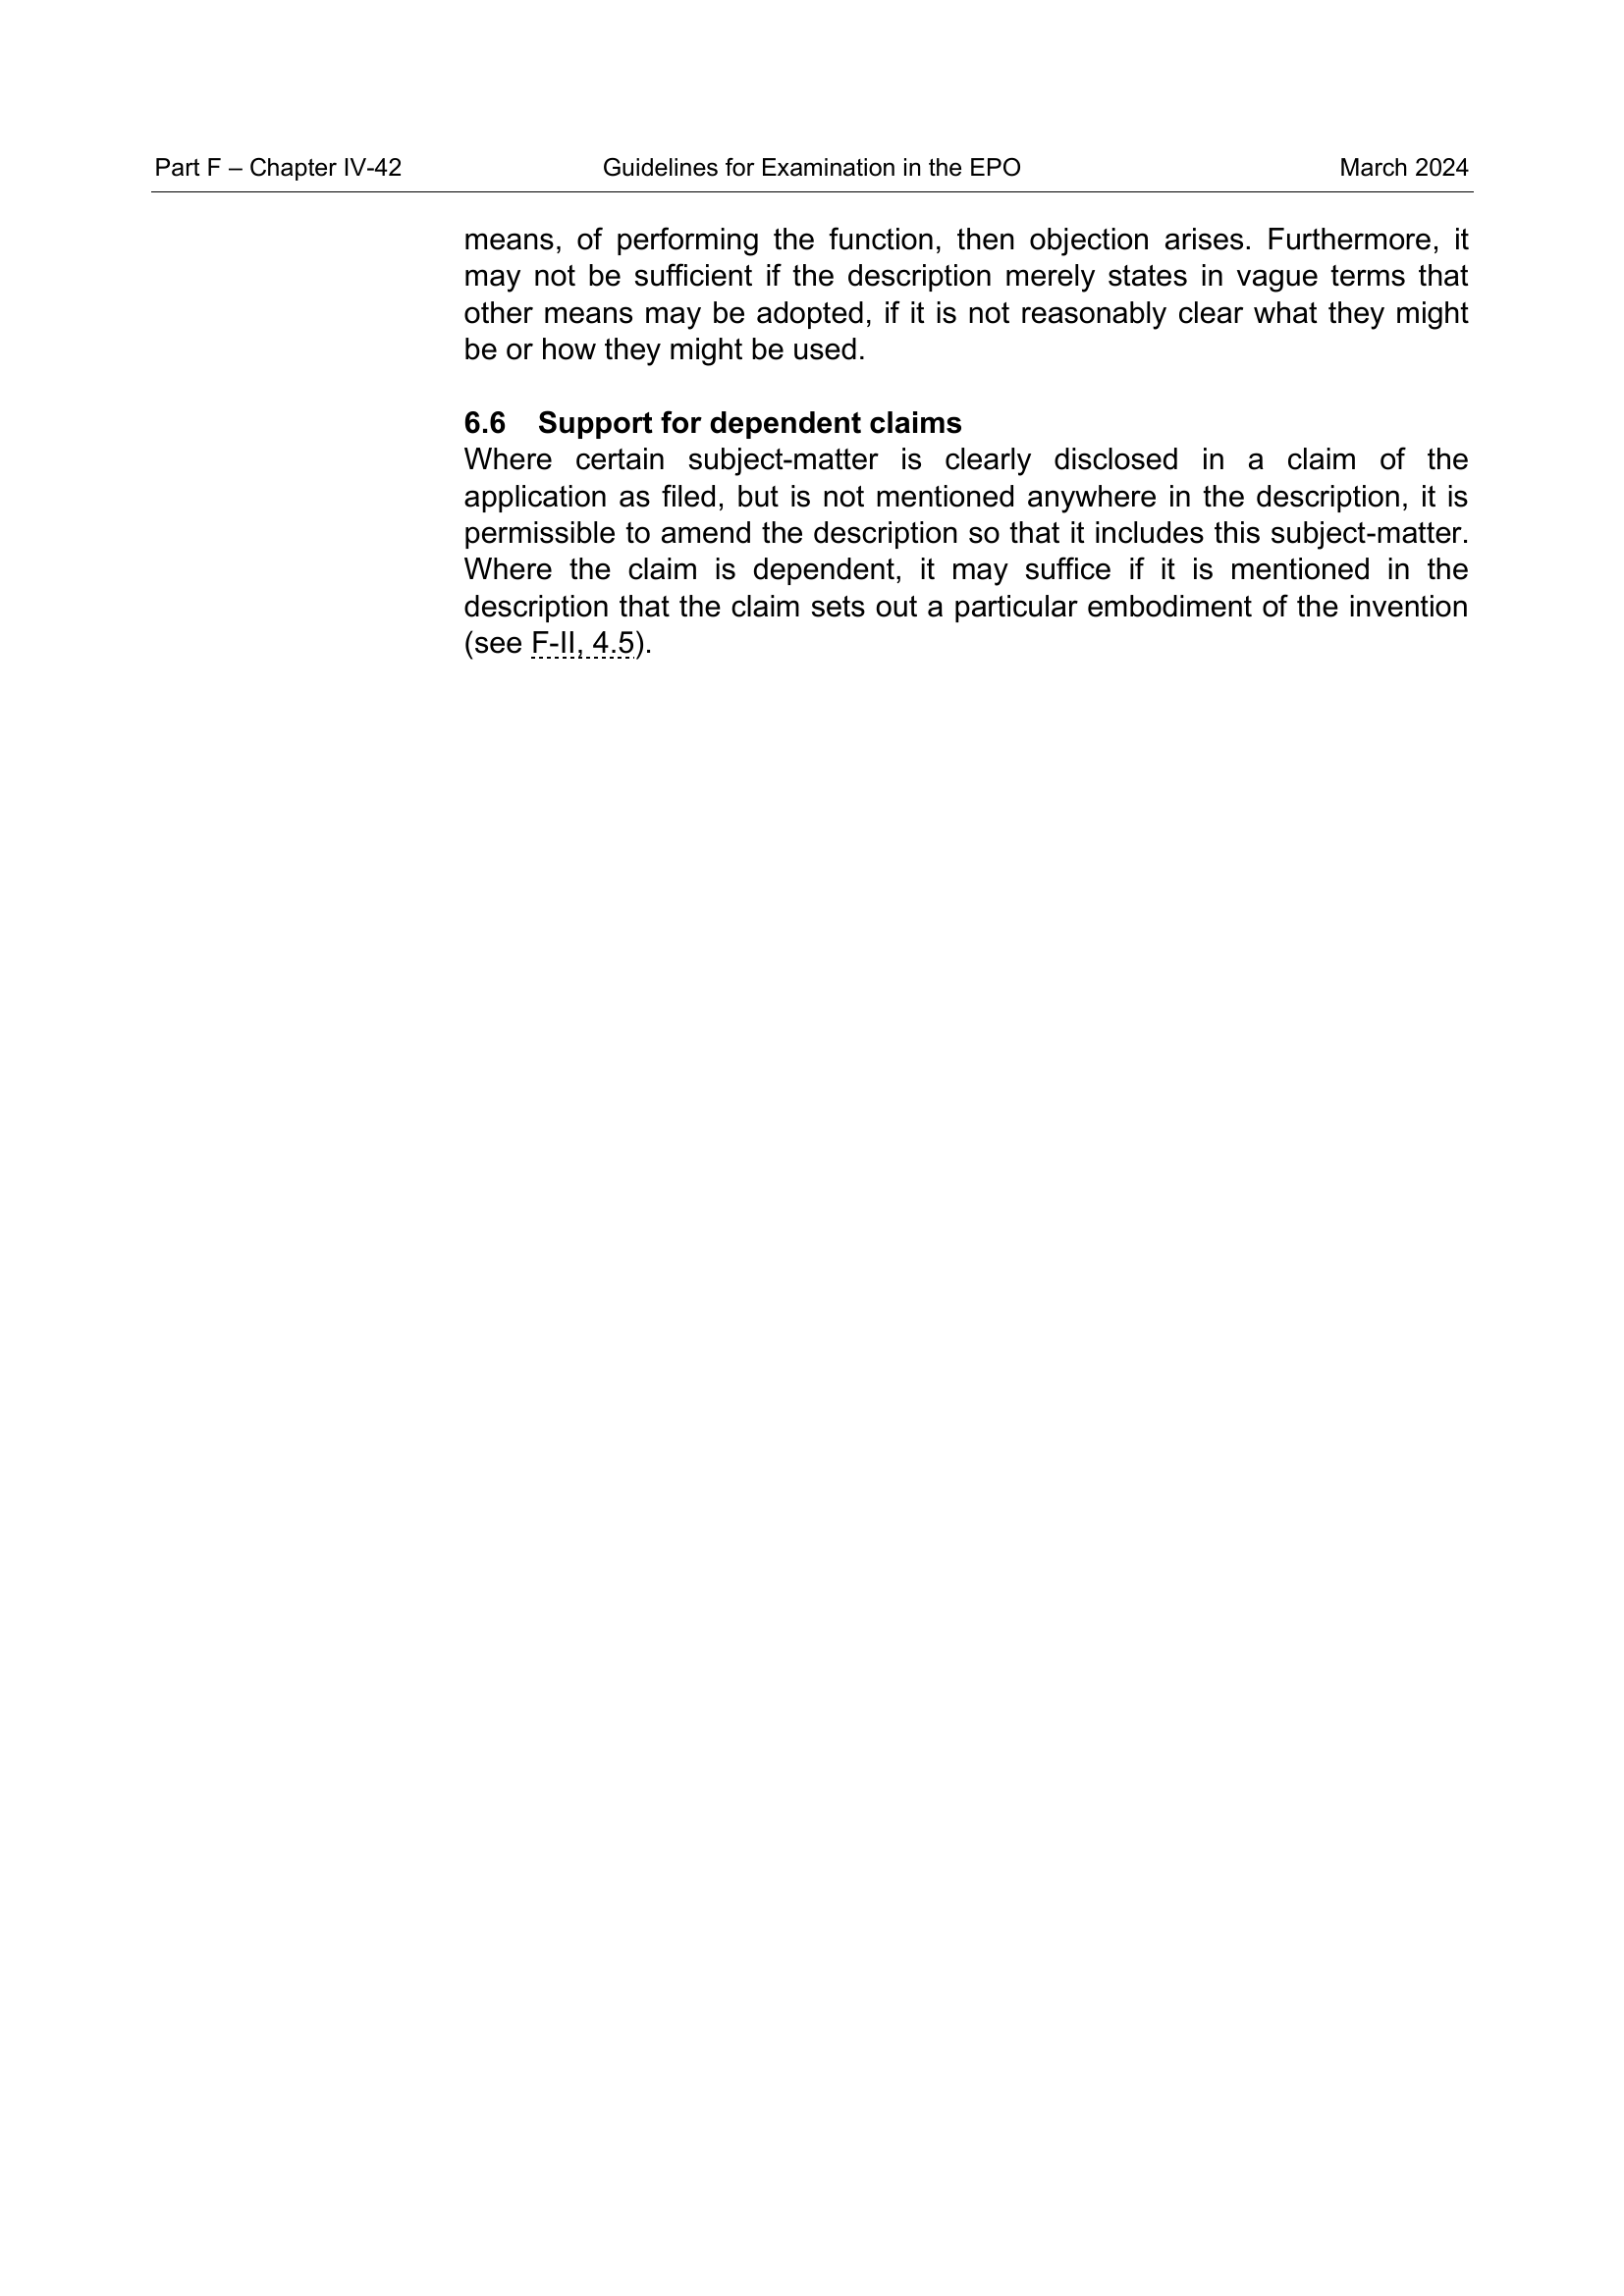 Part F – Chapter IV-42 Guidelines for Examination in the EPO March 2024
means, of performing the function, then objection arises. Furthermore, it
may not be sufficient if the description merely states in vague terms that
other means may be adopted, if it is not reasonably clear what they might
be or how they might be used.
6.6 Support for dependent claims
Where certain subject-matter is clearly disclosed in a claim of the
application as filed, but is not mentioned anywhere in the description, it is
permissible to amend the description so that it includes this subject-matter.
Where the claim is dependent, it may suffice if it is mentioned in the
description that the claim sets out a particular embodiment of the invention
(see F-II, 4.5).